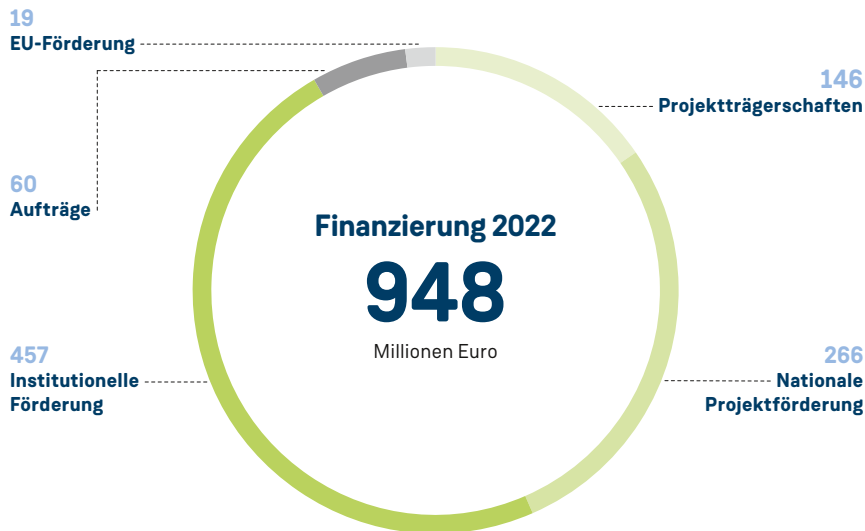 19
EU-Förderung
146
Projektträgerschaften
60
Aufträge
Finanzierung 2022
948
Millionen Euro
457
Institutionelle
Förderung
266
Nationale
Projektförderung